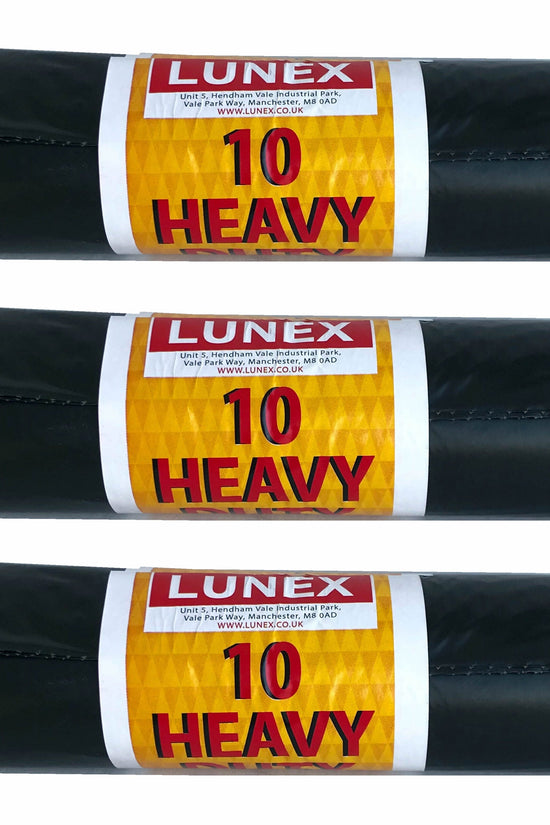 LUNEX
Unit 5, Hendham Vale Industrial Park,
Vale Park Way, Manchester, M8 0AD
WWW.LUNEX.CO.UK
10
HEAVY
DUTY
LUNEX
Unit 5, Hendham Vale Industrial Park,
Vale Park Way, Manchester, M8 0AD
WWW.LUNEX.CO.UK
10
HEAVY
DUTY
LUNEX
Unit 5, Hendham Vale Industrial Park,
Vale Park Way, Manchester, M8 0AD
WWW.LUNEX.CO.UK
10
HEAVY
DUTY